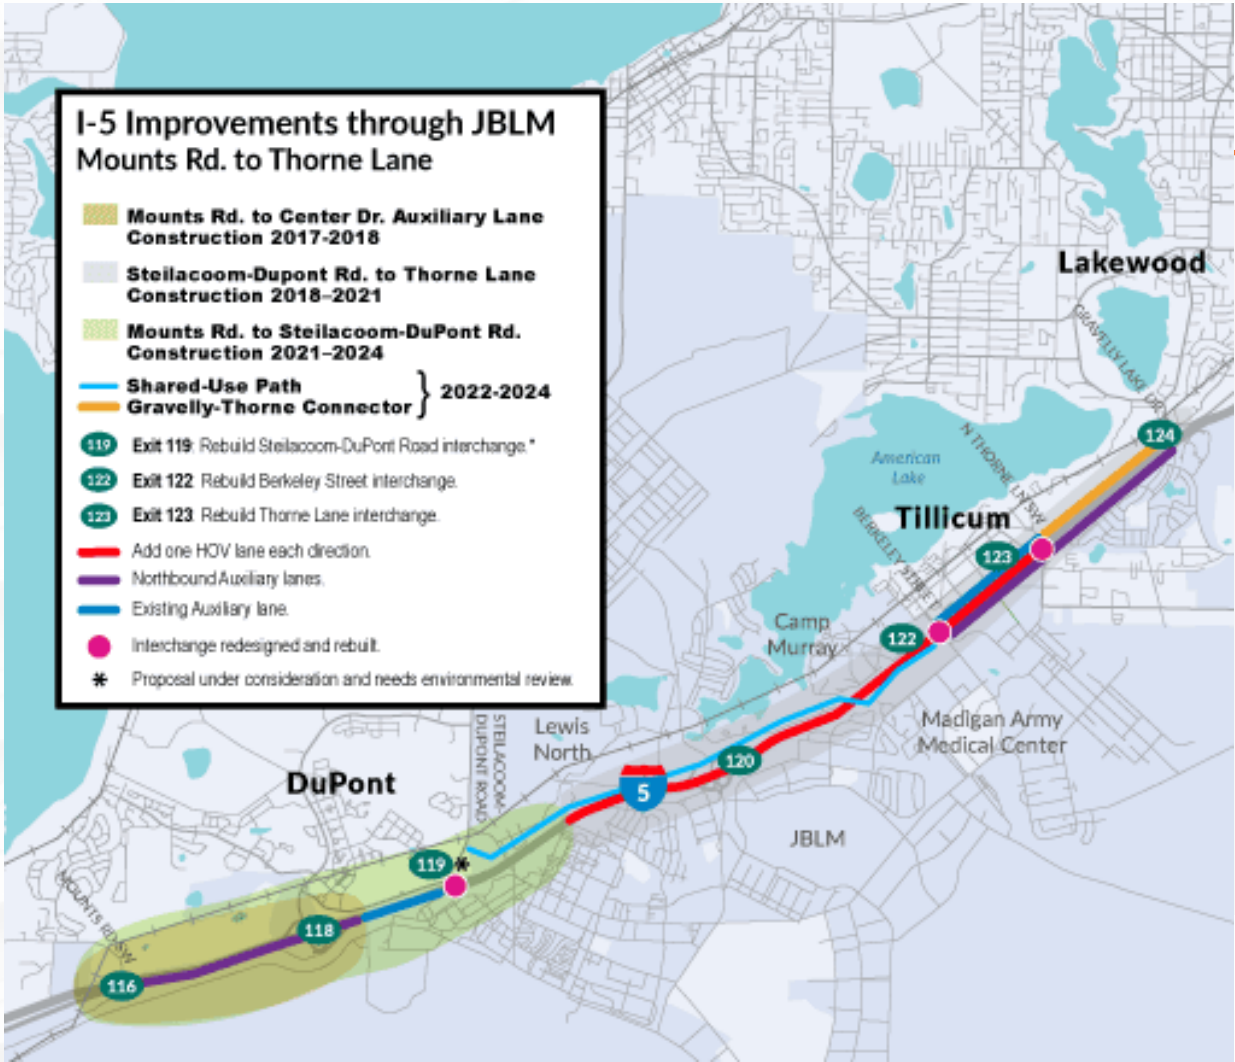 I-5 Improvements through JBLM
Mounts Rd. to Thorne Lane
Mounts Rd. to Center Dr. Auxiliary Lane
Construction 2017-2018
Steilacoom-Dupont Rd. to Thorne Lane
Construction 2018–2021
Mounts Rd. to Steilacoom-DuPont Rd.
Construction 2021–2024
Shared-Use Path
Gravelly-Thorne Connector
} 2022-2024
119 Exit 119: Rebuild Steilacoom-DuPont Road interchange.*
122 Exit 122: Rebuild Berkeley Street interchange.
123 Exit 123: Rebuild Thorne Lane interchange.
Add one HOV lane each direction.
Northbound Auxiliary lanes.
Existing Auxiliary lane.
Interchange redesigned and rebuilt.
* Proposal under consideration and needs environmental review.
Lakewood
GRAVELLY LAKE DR
124
N THORNE LN SW
American
Lake
Tillicum
BERKELEY STREET
123
Camp
Murray
122
Madigan Army
Medical Center
Lewis
North
STEILACOOM-
DUPONT ROAD
120
5
DuPont
JBLM
119 *
118
MOUNTS RD SW
116